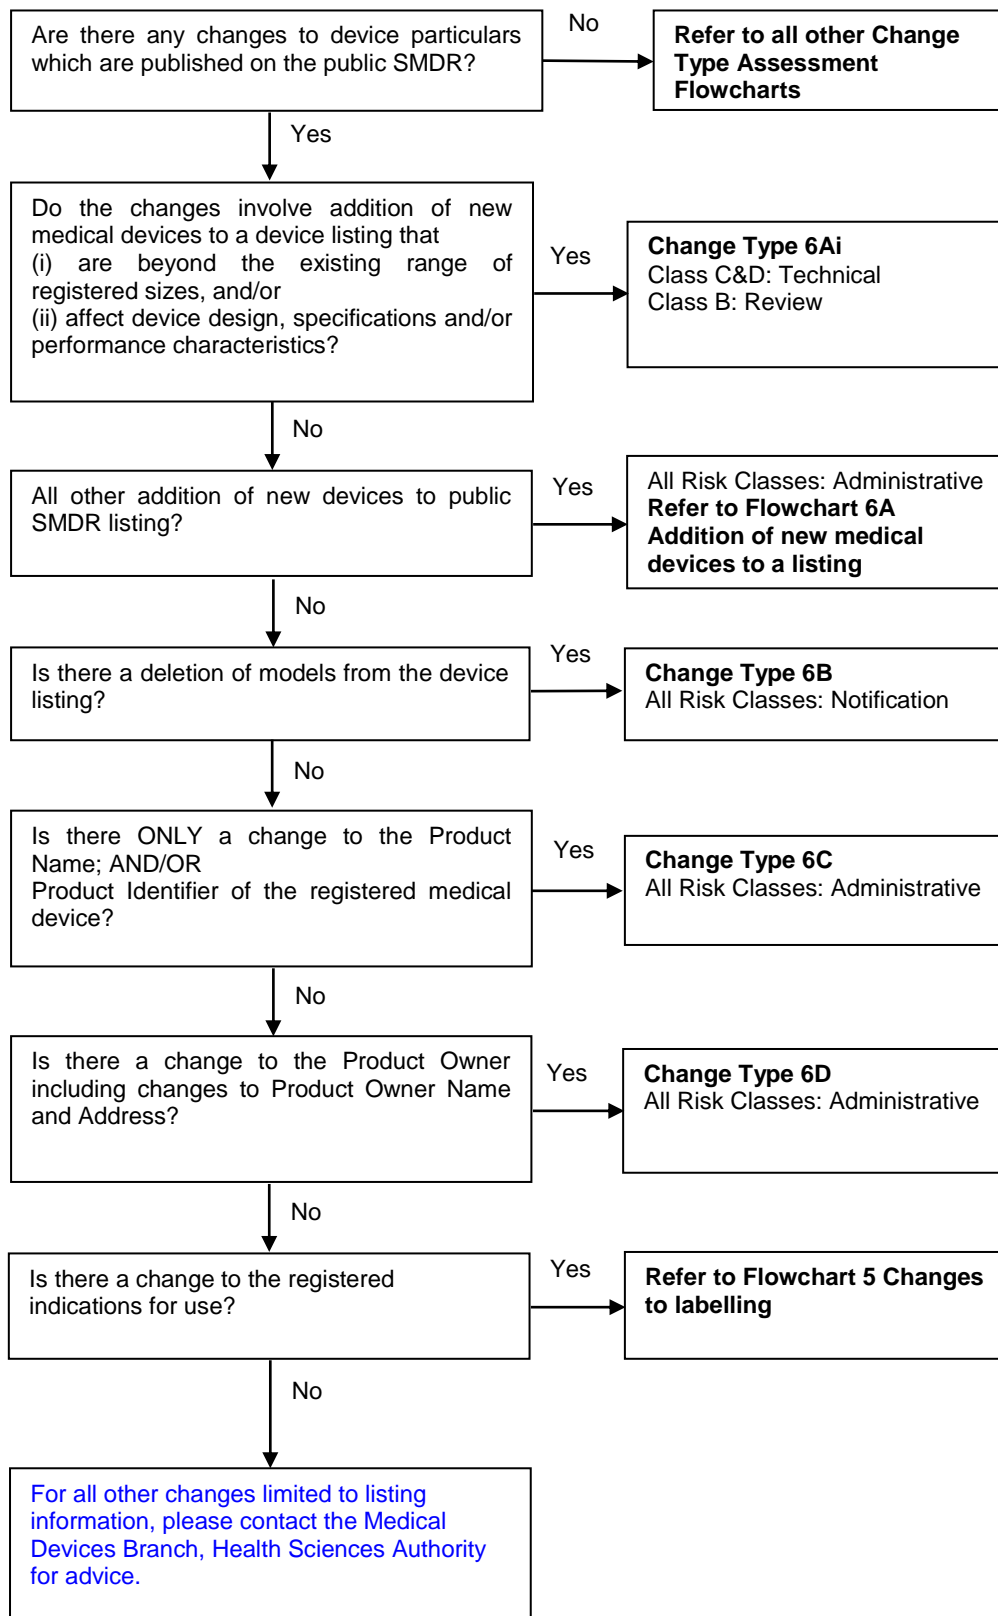 Are there any changes to device particulars
which are published on the public SMDR?
No
Refer to all other Change
Type Assessment
Flowcharts
Yes
Do the changes involve addition of new
medical devices to a device listing that
(i) are beyond the existing range of
registered sizes, and/or
(ii) affect device design, specifications and/or
performance characteristics?
Yes
Change Type 6Ai
Class C&D: Technical
Class B: Review
No
All other addition of new devices to public
SMDR listing?
Yes
All Risk Classes: Administrative
Refer to Flowchart 6A
Addition of new medical
devices to a listing
No
Is there a deletion of models from the device
listing?
Yes
Change Type 6B
All Risk Classes: Notification
No
Is there ONLY a change to the Product
Name; AND/OR
Product Identifier of the registered medical
device?
Yes
Change Type 6C
All Risk Classes: Administrative
No
Is there a change to the Product Owner
including changes to Product Owner Name
and Address?
Yes
Change Type 6D
All Risk Classes: Administrative
No
Is there a change to the registered
indications for use?
Yes
Refer to Flowchart 5 Changes
to labelling
No
For all other changes limited to listing
information, please contact the Medical
Devices Branch, Health Sciences Authority
for advice.